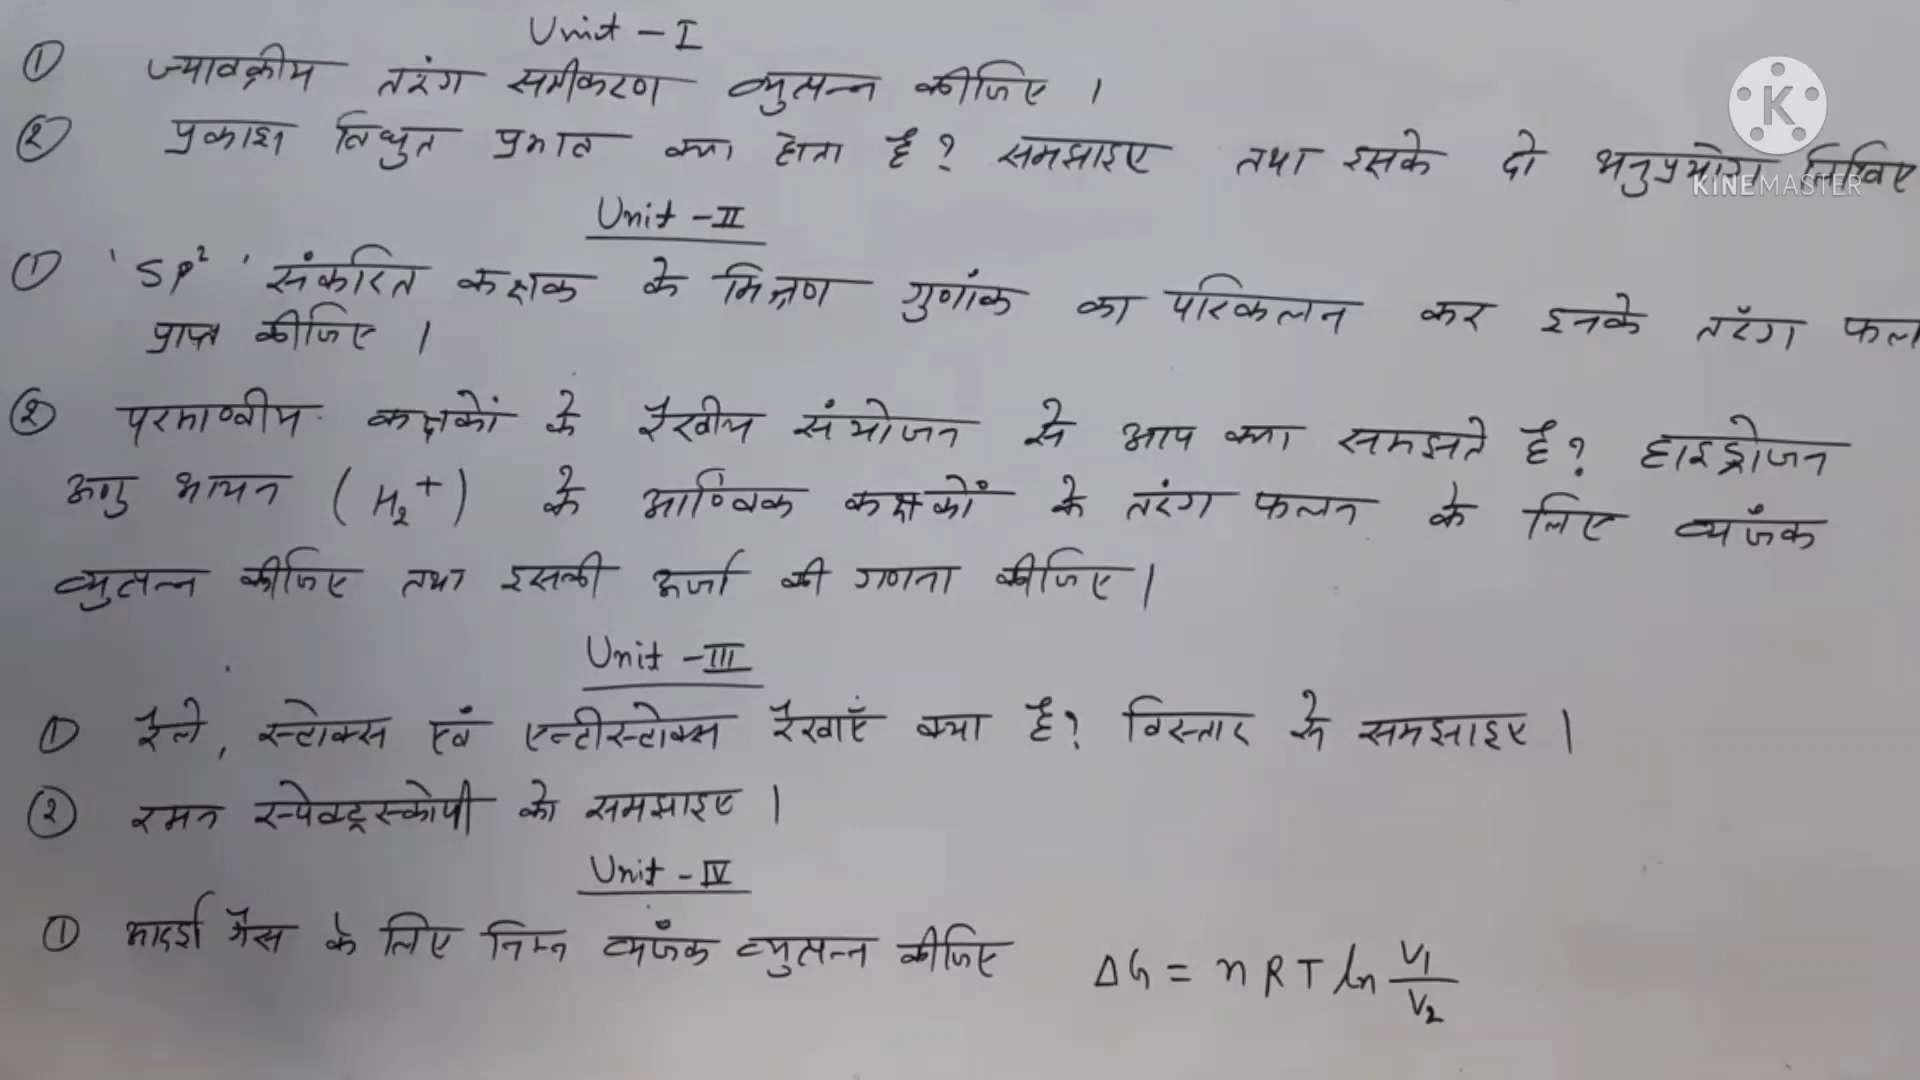 Unit - I
① ज्यावक्रीय तरंग समीकरण व्युत्पन्न कीजिए ।
② प्रकाश विधुत प्रभाव क्या होता है ? समझाइए तथा इसके दो अनुप्रयोग लिखिए
Unit - II
① 'SP²' संकरित कक्षक के मिश्रण गुणांक का परिकलन कर इनके तरंग फलन
प्राप्त कीजिए ।
② परमाण्वीय कक्षकों के रैखीय संयोजन से आप क्या समझते है ? हाइड्रोजन
अणु आयन (H₂⁺) के आण्विक कक्षकों के तरंग फलन के लिए व्यंजक
व्युत्पन्न कीजिए तथा इसकी ऊर्जा की गणना कीजिए ।
Unit - III
① रैले, स्टोक्स एवं एन्टीस्टोक्स रेखाएँ क्या है ? विस्तार से समझाइए ।
② रमन स्पेक्ट्रस्कोपी को समझाइए ।
Unit - IV
① आदर्श गैस के लिए निम्न व्यंजक व्युत्पन्न कीजिए ΔG = nRT ln V₁/V₂
K
KINEMASTER